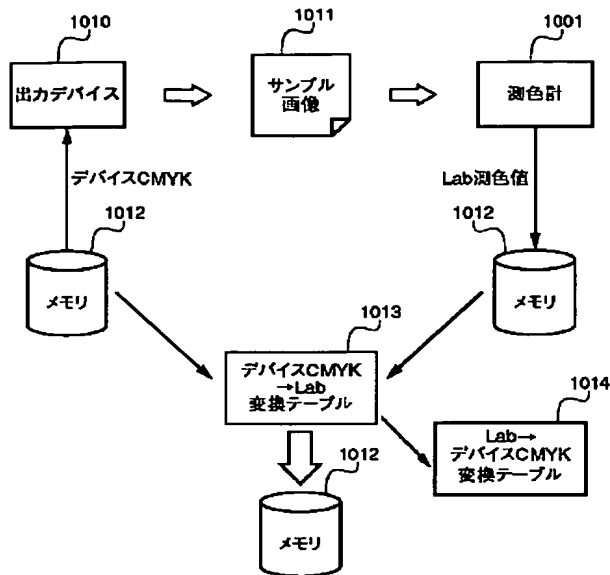 1010
1011
1001
出力デバイス
サンプル
画像
測色計
デバイスCMYK
Lab測色値
1012
1012
メモリ
メモリ
1013
デバイスCMYK
→Lab
変換テーブル
1014
Lab→
デバイスCMYK
変換テーブル
1012
メモリ